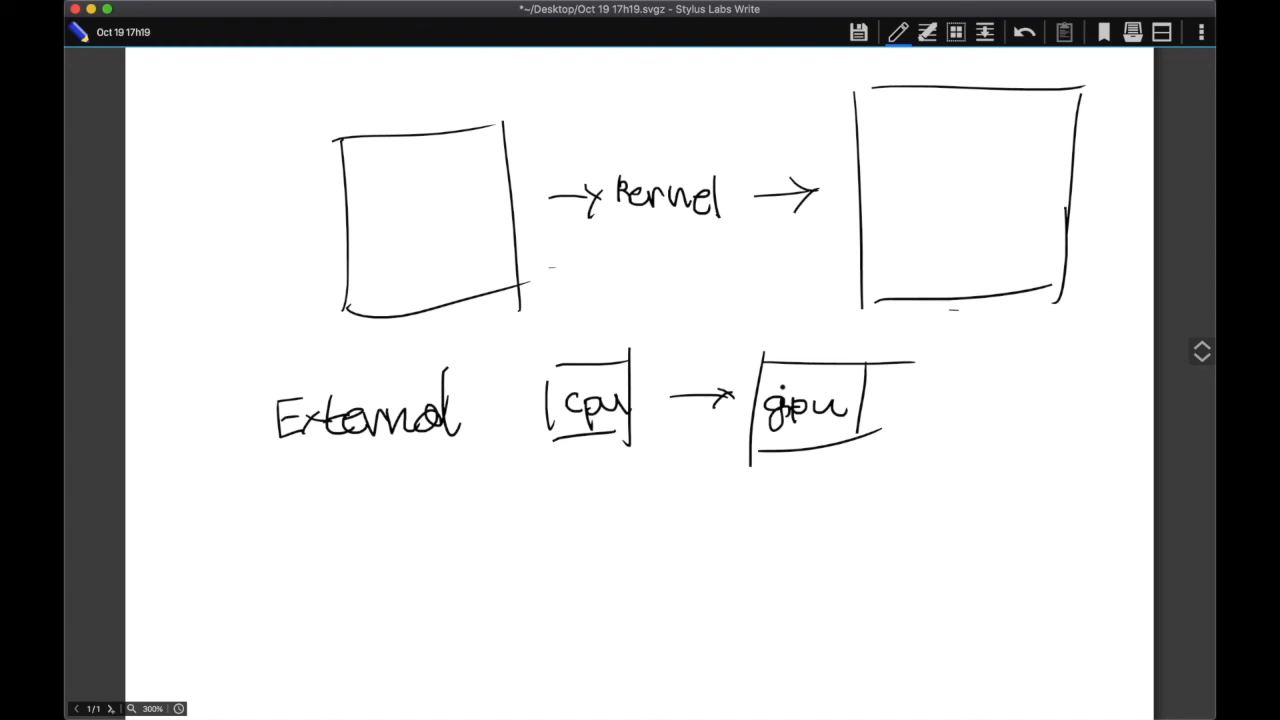 *~/Desktop/Oct 19 17h19.svgz - Stylus Labs Write
Oct 19 17h19
→ kernel →
External cpu → gpu
1/1 300%